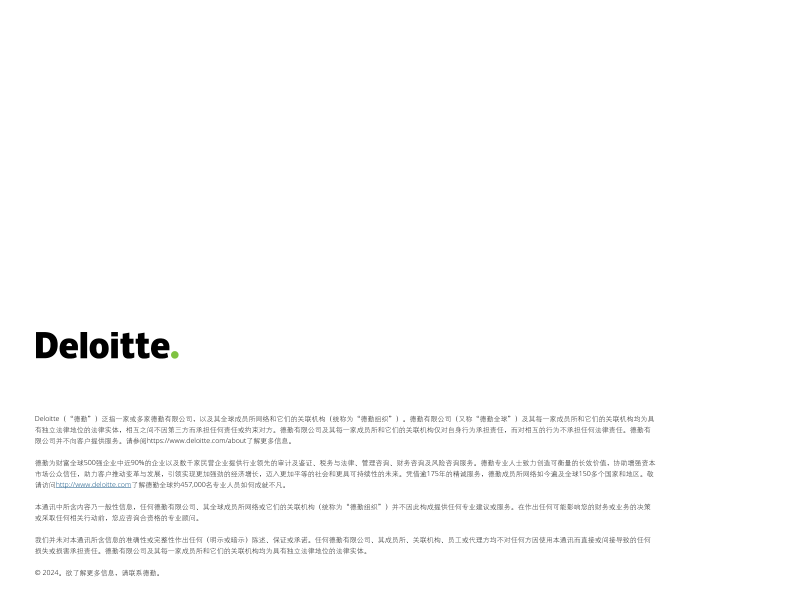 Deloitte.
Deloitte（“德勤”）泛指一家或多家德勤有限公司，以及其全球成员所网络和它们的关联机构（统称为“德勤组织”）。德勤有限公司（又称“德勤全球”）及其每一家成员所和它们的关联机构均为具
有独立法律地位的法律实体，相互之间不因第三方而承担任何责任或约束对方。德勤有限公司及其每一家成员所和它们的关联机构仅对自身行为承担责任，而对相互的行为不承担任何法律责任。德勤有
限公司并不向客户提供服务。请参阅https://www.deloitte.com/about了解更多信息。
德勤为财富全球500强企业中近90%的企业以及数千家民营企业提供行业领先的审计及鉴证、税务与法律、管理咨询、财务咨询及风险咨询服务。德勤专业人士致力创造可衡量的长效价值，协助增强资本
市场公众信任，助力客户推动变革与发展，引领实现更加强劲的经济增长，迈入更加平等的社会和更具可持续性的未来。凭借逾175年的精诚服务，德勤成员所网络如今遍及全球150多个国家和地区。敬
请访问http://www.deloitte.com了解德勤全球约457,000名专业人员如何成就不凡。
本通讯中所含内容乃一般性信息，任何德勤有限公司、其全球成员所网络或它们的关联机构（统称为“德勤组织”）并不因此构成提供任何专业建议或服务。在作出任何可能影响您的财务或业务的决策
或采取任何相关行动前，您应咨询合资格的专业顾问。
我们并未对本通讯所含信息的准确性或完整性作出任何（明示或暗示）陈述、保证或承诺。任何德勤有限公司、其成员所、关联机构、员工或代理方均不对任何方因使用本通讯而直接或间接导致的任何
损失或损害承担责任。德勤有限公司及其每一家成员所和它们的关联机构均为具有独立法律地位的法律实体。
© 2024。欲了解更多信息，请联系德勤。